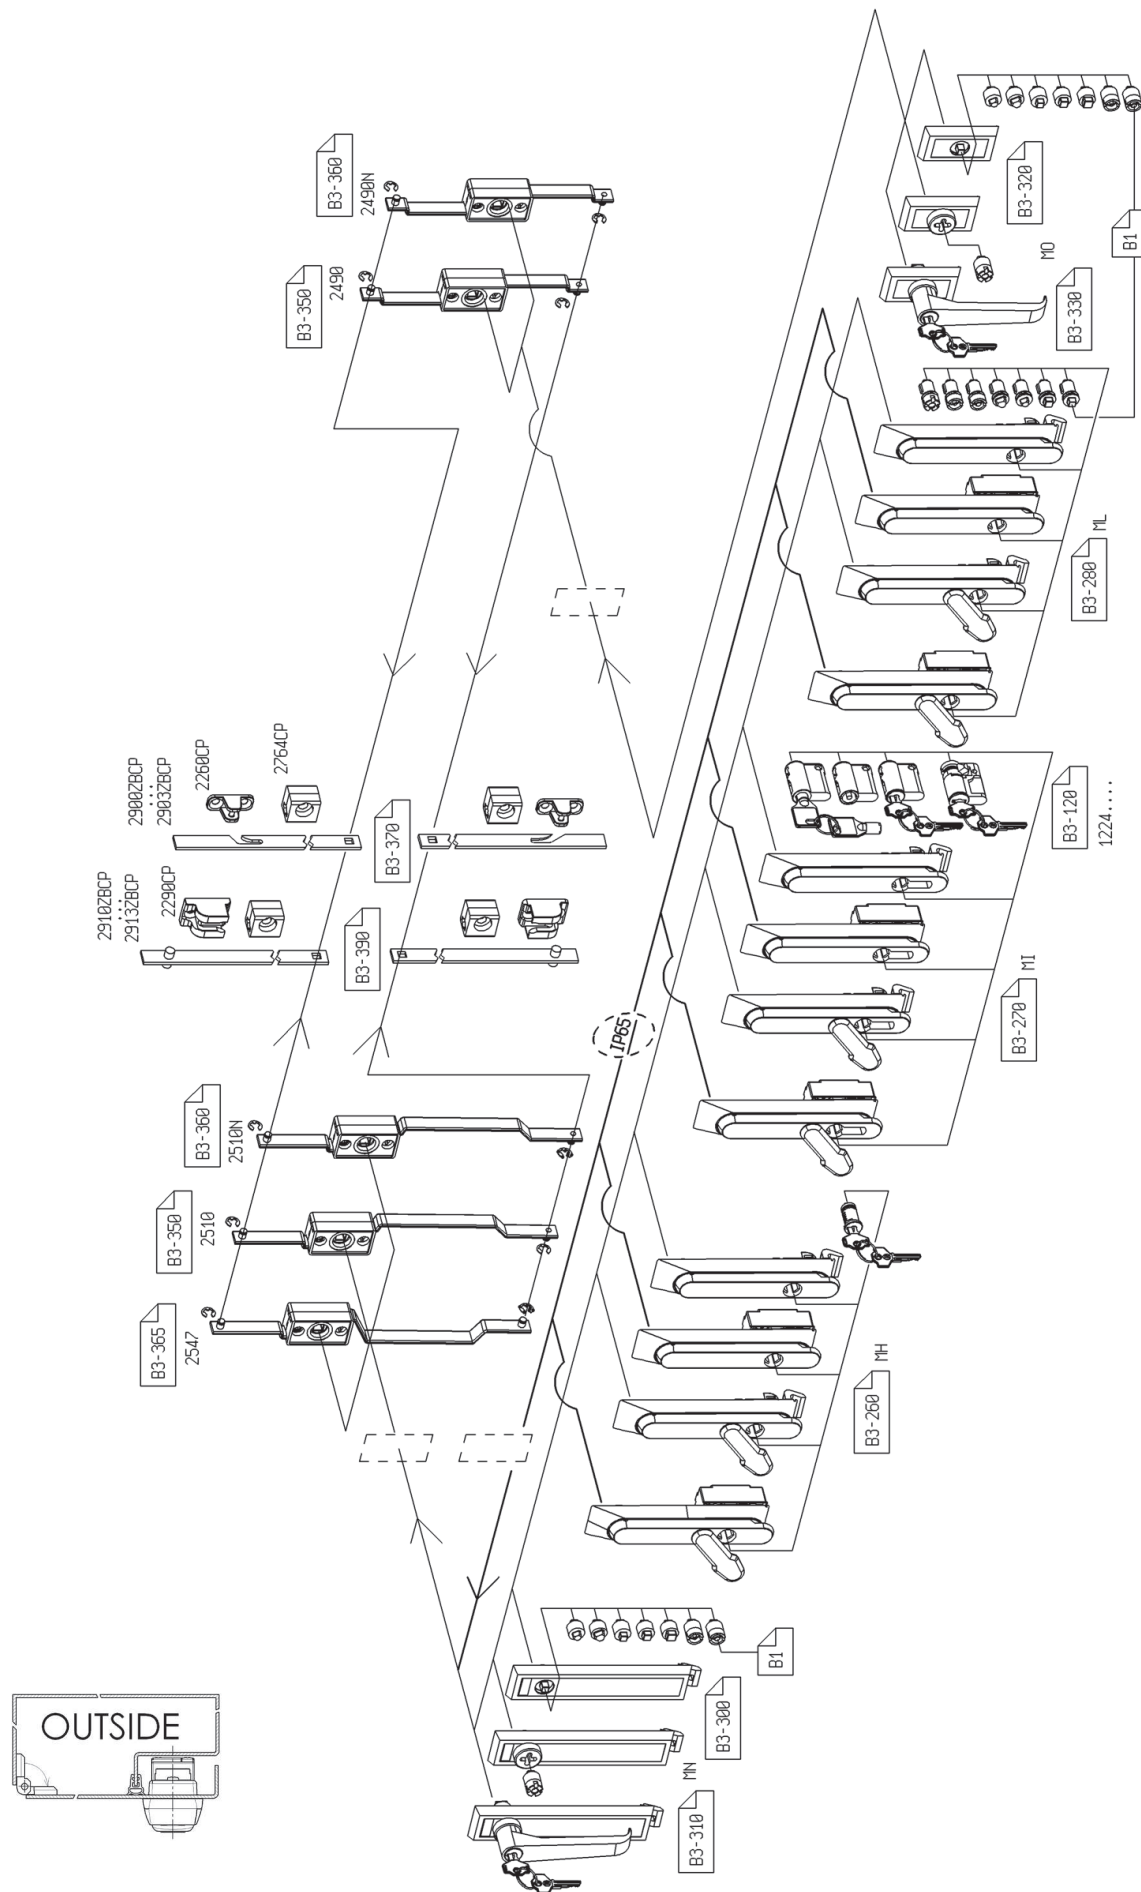 OUTSIDE
B3-310
MN
B3-300
B1
B3-365
2547
B3-350
2510
B3-360
2510N
2910ZBCP
....
2913ZBCP
2290CP
B3-390
2900ZBCP
....
2903ZBCP
2260CP
2764CP
B3-370
B3-350
2490
B3-360
2490N
IP65
B3-260
MH
B3-270
MI
B3-120
1224....
B3-280
ML
B3-330
MO
B3-320
B1